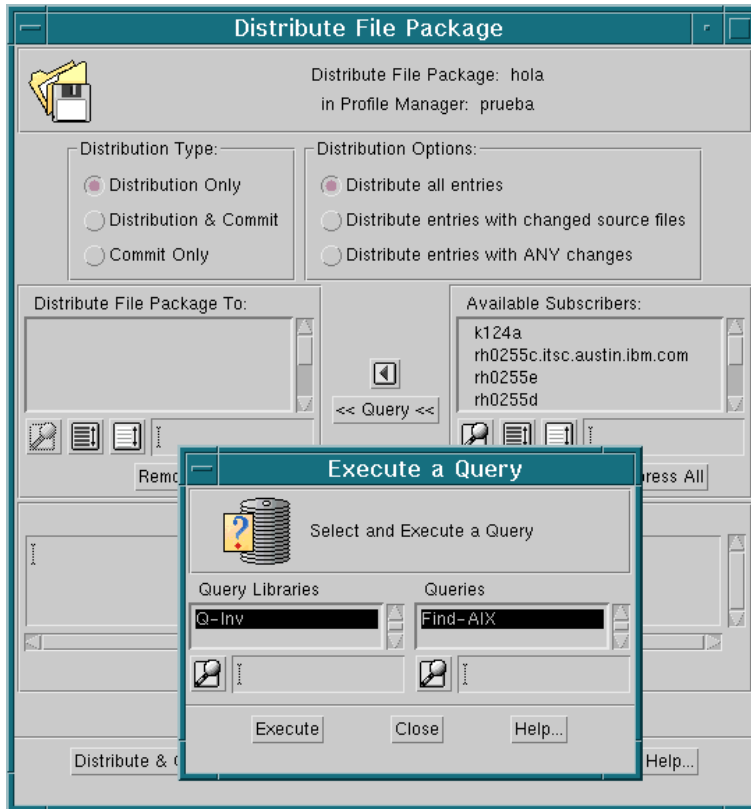 Distribute File Package
Distribute File Package: hola
in Profile Manager: prueba
Distribution Type:
Distribution Only
Distribution & Commit
Commit Only
Distribution Options:
Distribute all entries
Distribute entries with changed source files
Distribute entries with ANY changes
Distribute File Package To:
<< Query <<
Available Subscribers:
k124a
rh0255c.itsc.austin.ibm.com
rh0255e
rh0255d
All
Execute a Query
Select and Execute a Query
Query Libraries
Q-Inv
Queries
Find-AIX
Execute
Close
Help...
Distribute &
Help...